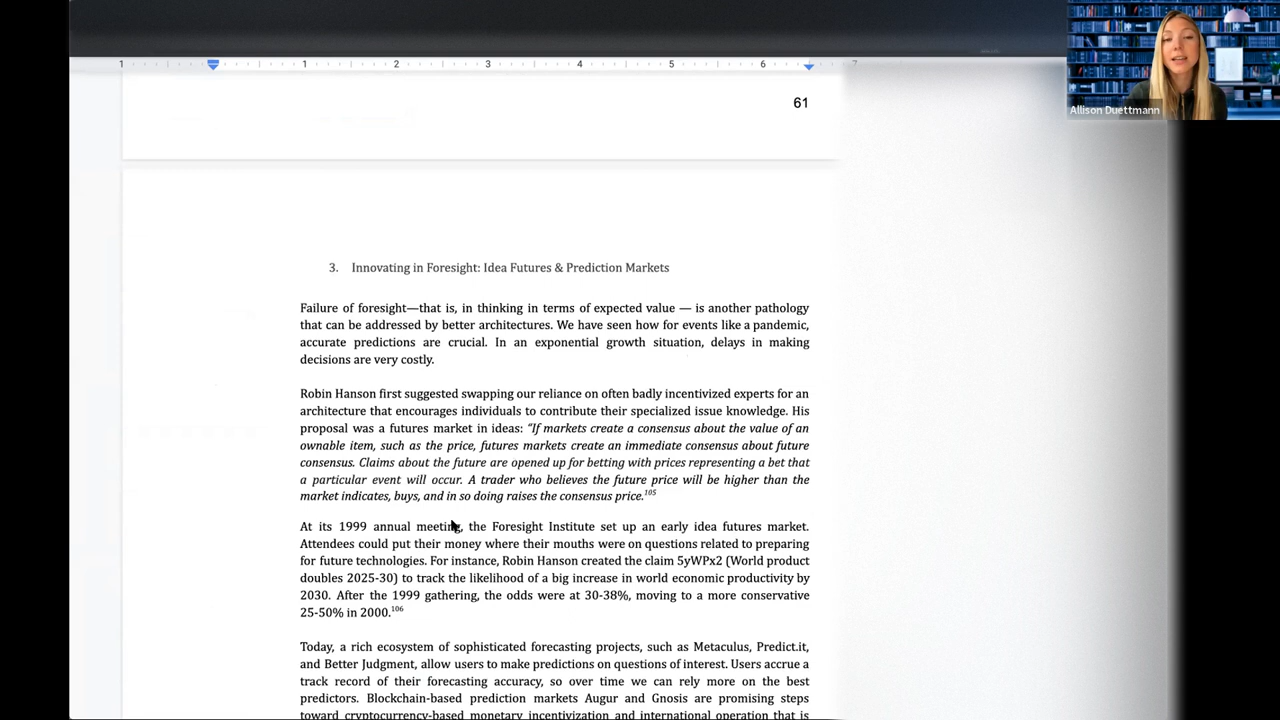 1 1 2 3 4 5 6 7
Allison Duettmann
61
3. Innovating in Foresight: Idea Futures & Prediction Markets
Failure of foresight—that is, in thinking in terms of expected value — is another pathology
that can be addressed by better architectures. We have seen how for events like a pandemic,
accurate predictions are crucial. In an exponential growth situation, delays in making
decisions are very costly.
Robin Hanson first suggested swapping our reliance on often badly incentivized experts for an
architecture that encourages individuals to contribute their specialized issue knowledge. His
proposal was a futures market in ideas: “If markets create a consensus about the value of an
ownable item, such as the price, futures markets create an immediate consensus about future
consensus. Claims about the future are opened up for betting with prices representing a bet that
a particular event will occur. A trader who believes the future price will be higher than the
market indicates, buys, and in so doing raises the consensus price.105
At its 1999 annual meeting, the Foresight Institute set up an early idea futures market.
Attendees could put their money where their mouths were on questions related to preparing
for future technologies. For instance, Robin Hanson created the claim 5yWPx2 (World product
doubles 2025-30) to track the likelihood of a big increase in world economic productivity by
2030. After the 1999 gathering, the odds were at 30-38%, moving to a more conservative
25-50% in 2000.106
Today, a rich ecosystem of sophisticated forecasting projects, such as Metaculus, Predict.it,
and Better Judgment, allow users to make predictions on questions of interest. Users accrue a
track record of their forecasting accuracy, so over time we can rely more on the best
predictors. Blockchain-based prediction markets Augur and Gnosis are promising steps
toward cryptocurrency-based monetary incentivization and international operation that is